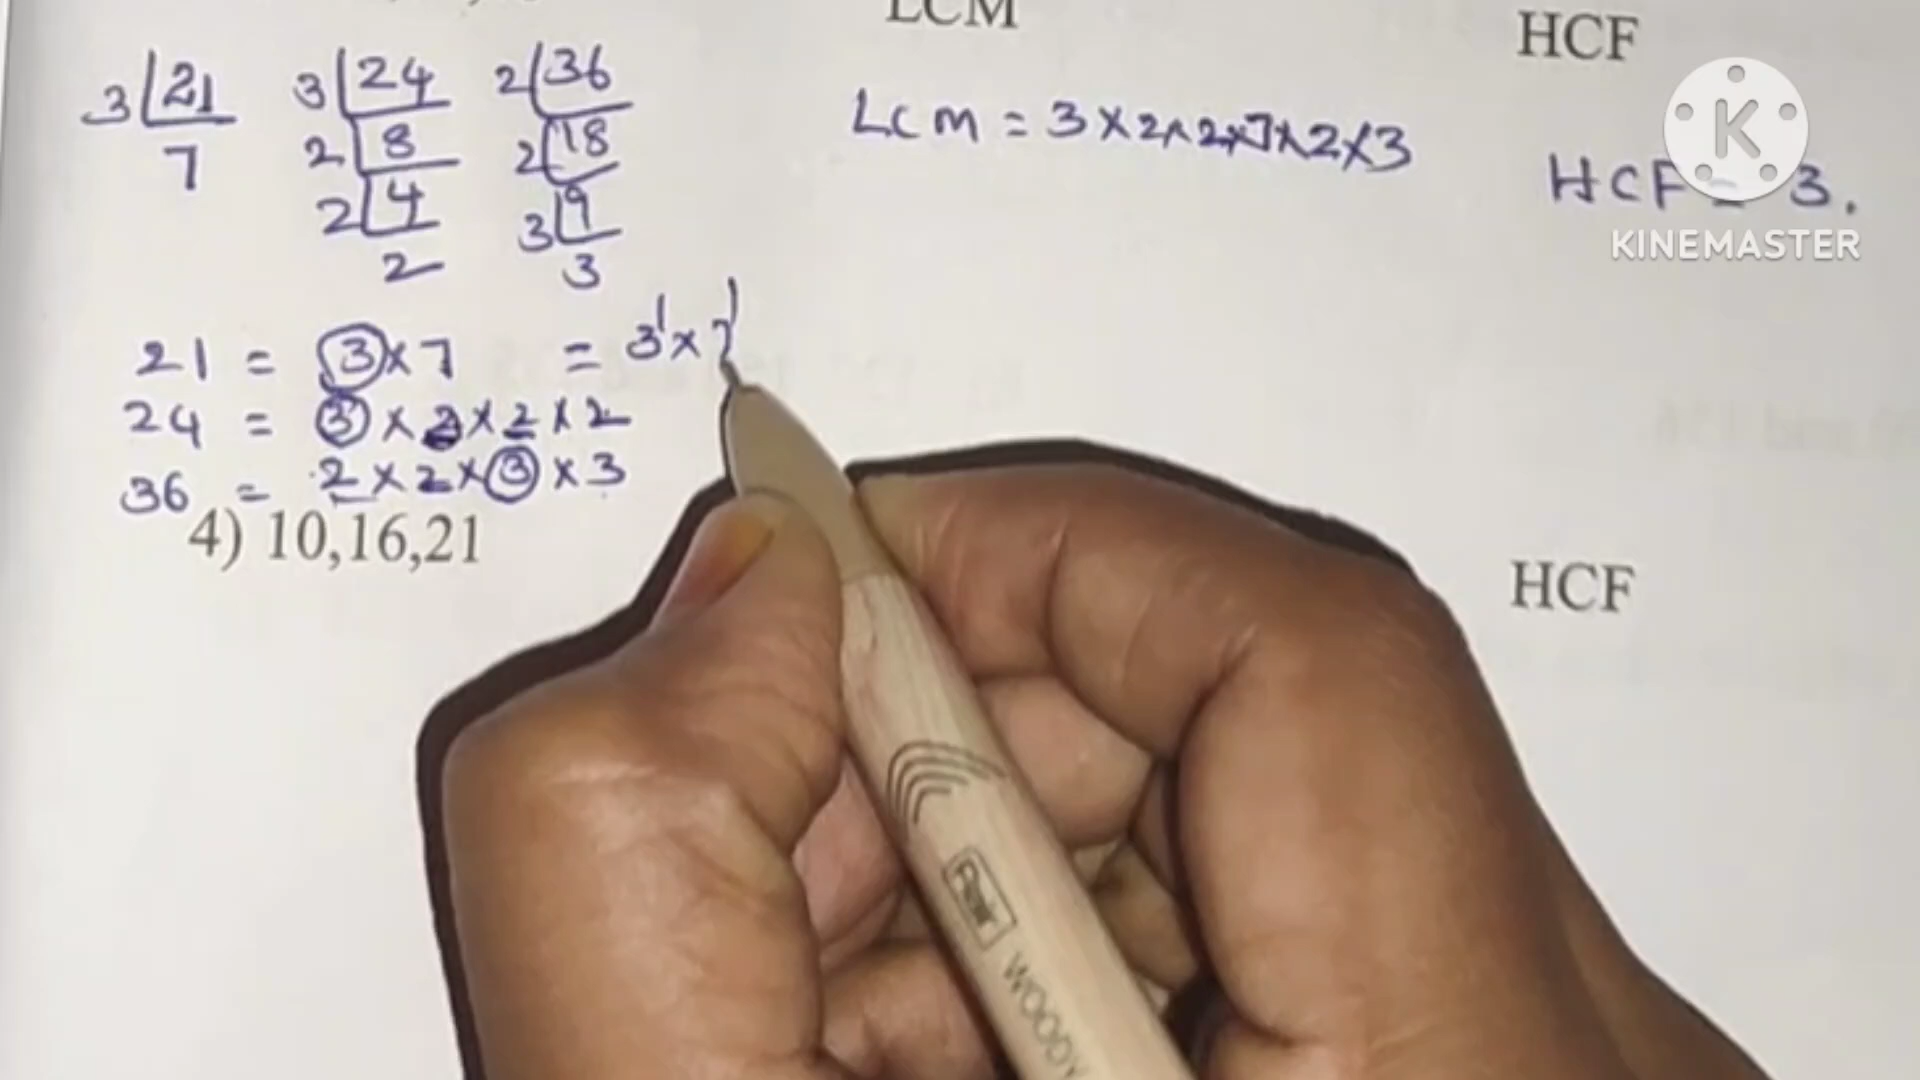 LCM
HCF
3 21 3 24 2 36
7 2 8 2 18
2 4 3 9
2 3
LCM = 3×2×2×7×2×3
HCF = 3.
K
KINEMASTER
21 = 3×7 = 3¹×7¹
24 = 3×2×2×2
36 = 2×2×3×3
4) 10,16,21
HCF
Flair WOODY